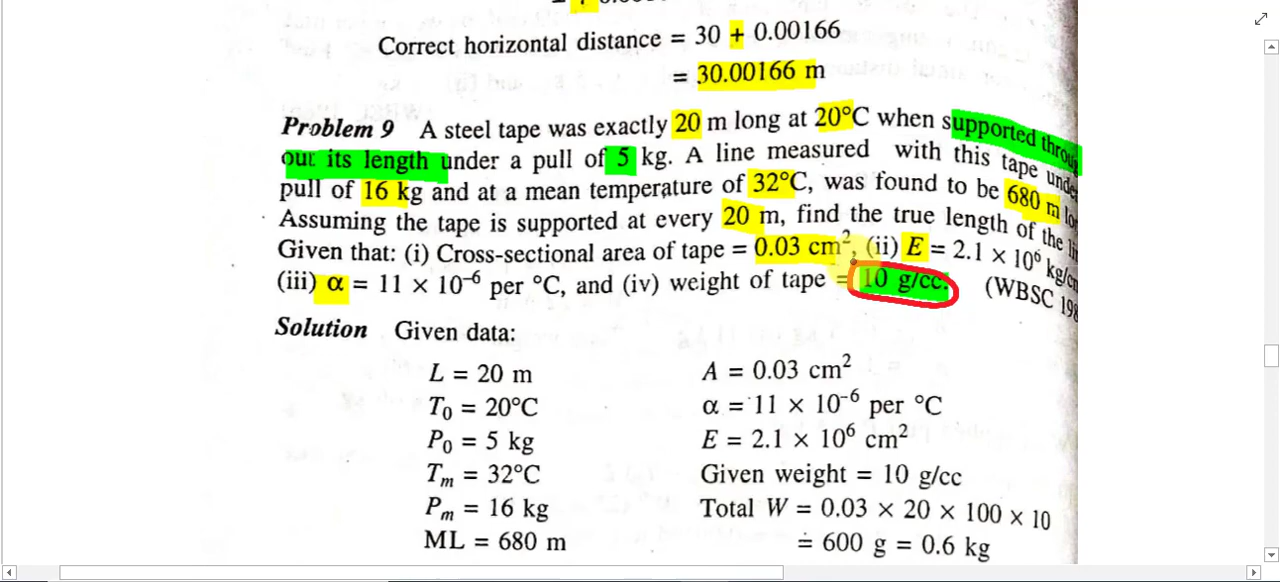 Correct horizontal distance = 30 + 0.00166
= 30.00166 m
Problem 9 A steel tape was exactly 20 m long at 20°C when supported throug
out its length under a pull of 5 kg. A line measured with this tape under
pull of 16 kg and at a mean temperature of 32°C, was found to be 680 m lon
Assuming the tape is supported at every 20 m, find the true length of the lin
Given that: (i) Cross-sectional area of tape = 0.03 cm², (ii) E = 2.1 × 10⁶ kg/cm
(iii) α = 11 × 10⁻⁶ per °C, and (iv) weight of tape = 10 g/cc. (WBSC 198
Solution Given data:
L = 20 m A = 0.03 cm²
T₀ = 20°C α = 11 × 10⁻⁶ per °C
P₀ = 5 kg E = 2.1 × 10⁶ cm²
Tₘ = 32°C Given weight = 10 g/cc
Pₘ = 16 kg Total W = 0.03 × 20 × 100 × 10
ML = 680 m = 600 g = 0.6 kg